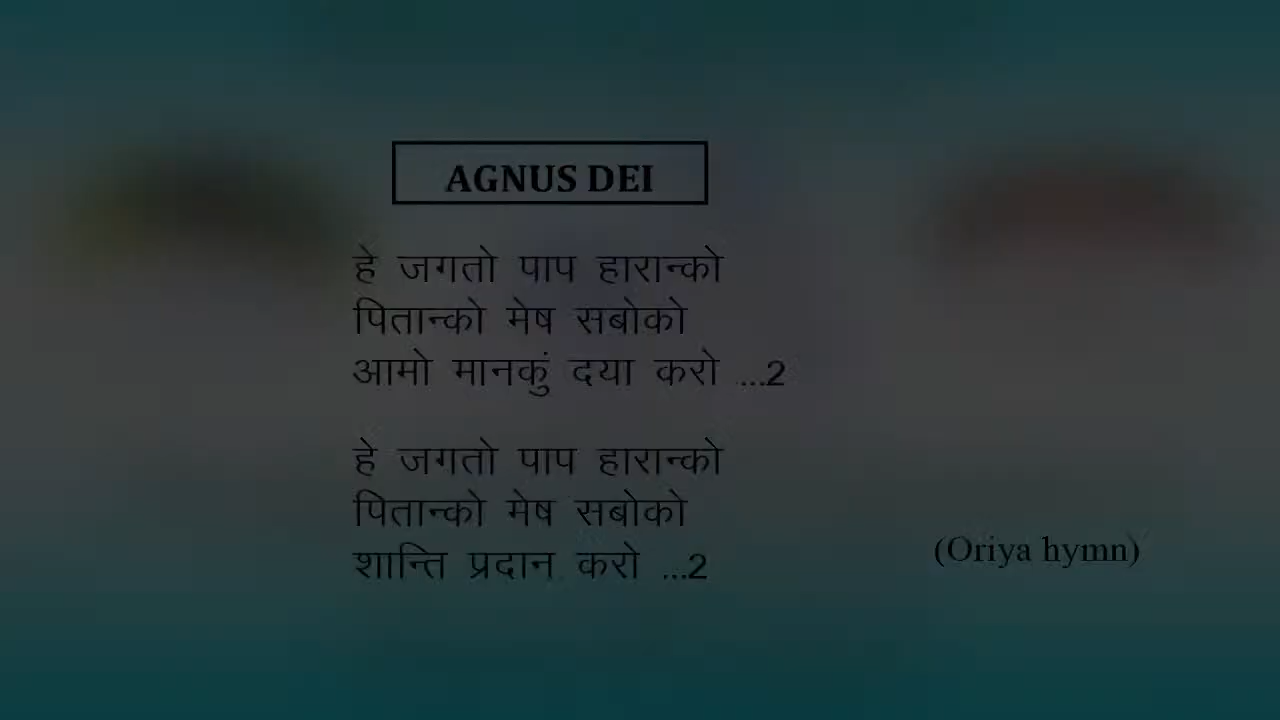 AGNUS DEI
हे जगतो पाप हारान्को
पितान्को मेष सबोको
आमो मानकुं दया करो ...2
हे जगतो पाप हारान्को
पितान्को मेष सबोको
शान्ति प्रदान करो ...2
(Oriya hymn)